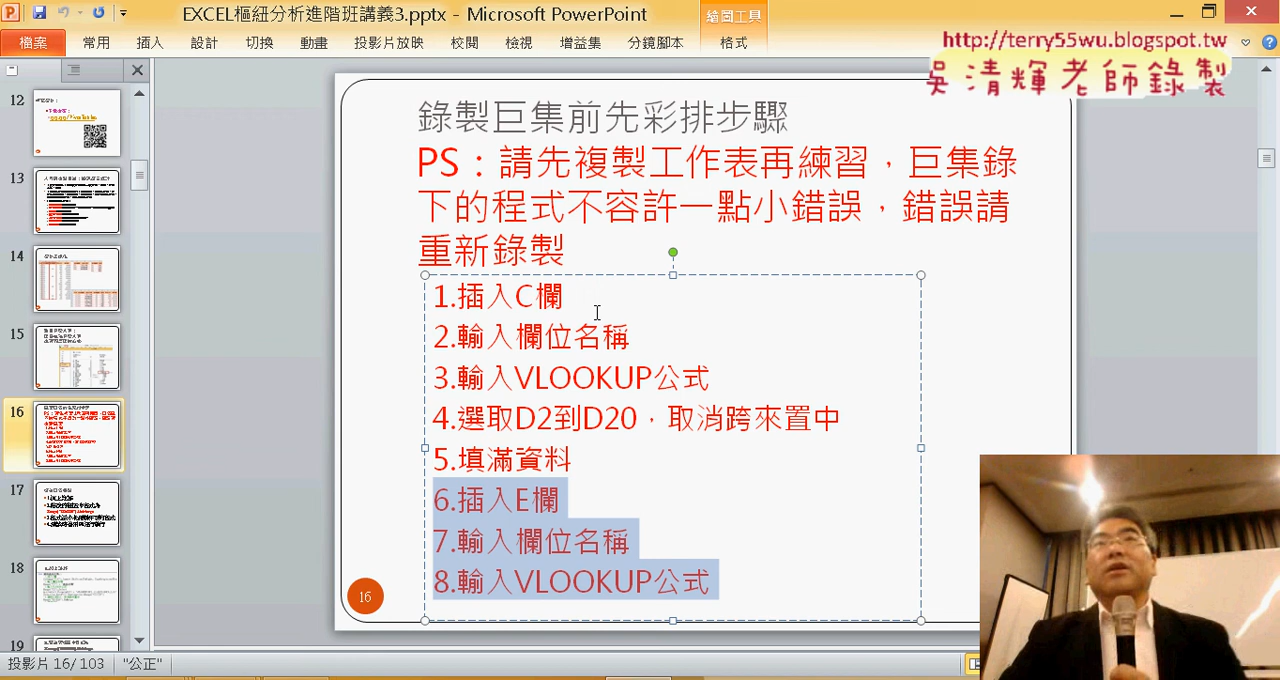 EXCEL樞紐分析進階班講義3.pptx - Microsoft PowerPoint
繪圖工具
檔案 常用 插入 設計 切換 動畫 投影片放映 校閱 檢視 增益集 分鏡腳本 格式
http://terry55wu.blogspot.tw
吳清輝老師錄製
12
13
14
15
16
17
18
19
錄製巨集前先彩排步驟
PS：請先複製工作表再練習，巨集錄
下的程式不容許一點小錯誤，錯誤請
重新錄製
1.插入C欄
2.輸入欄位名稱
3.輸入VLOOKUP公式
4.選取D2到D20，取消跨來置中
5.填滿資料
6.插入E欄
7.輸入欄位名稱
8.輸入VLOOKUP公式
16
投影片 16/ 103 "公正"